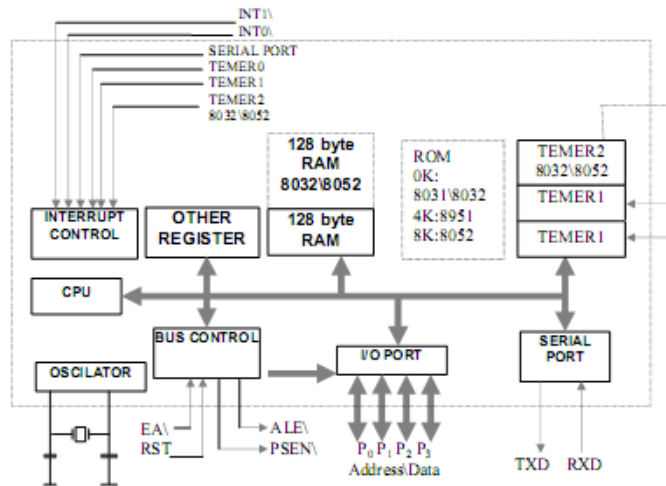 INT1\
INT0\
SERIAL PORT
TEMER0
TEMER1
TEMER2
8032\8052
128 byte
RAM
8032\8052
ROM
0K:
8031\8032
4K:8951
8K:8052
TEMER2
8032\8052
TEMER1
TEMER1
INTERRUPT
CONTROL
OTHER
REGISTER
128 byte
RAM
CPU
BUS CONTROL
I/O PORT
SERIAL
PORT
OSCILATOR
EA\
RST
ALE\
PSEN\
P0 P1 P2 P3
Address\Data
TXD
RXD